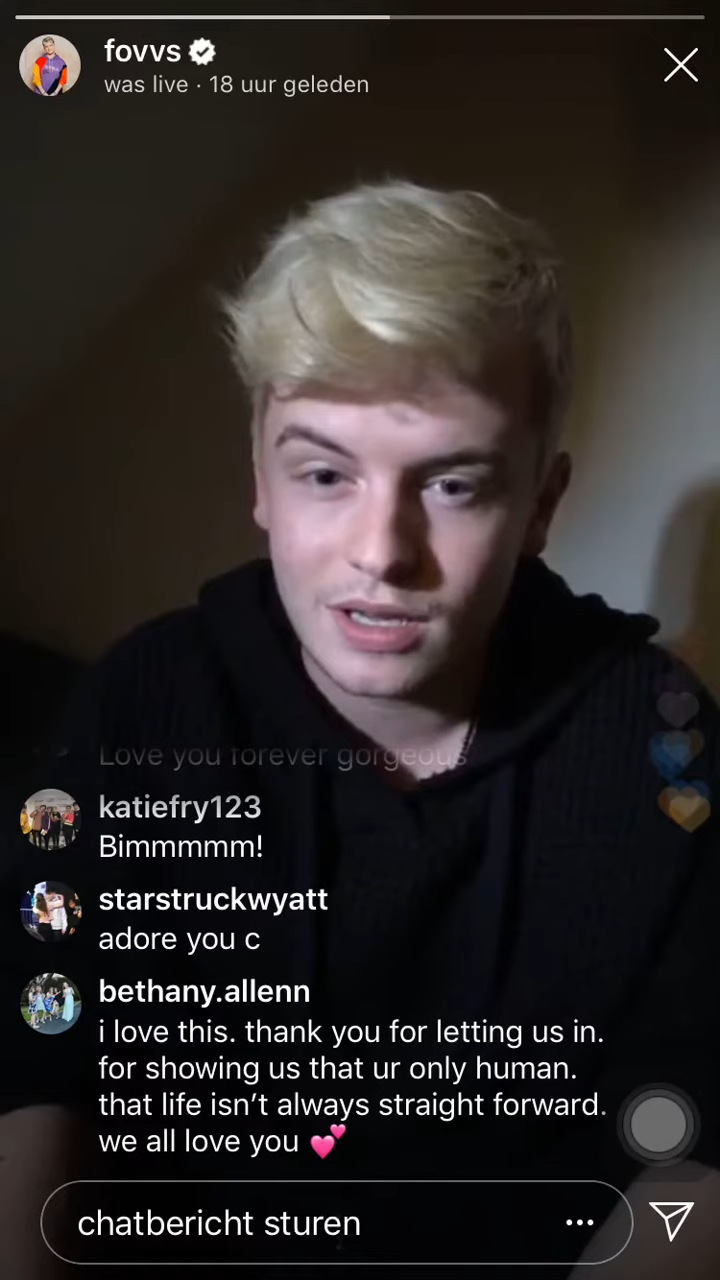 fovvs
was live · 18 uur geleden
Love you forever gorgeous
katiefry123
Bimmmmm!
starstruckwyatt
adore you c
bethany.allenn
i love this. thank you for letting us in.
for showing us that ur only human.
that life isn’t always straight forward.
we all love you 💕
chatbericht sturen